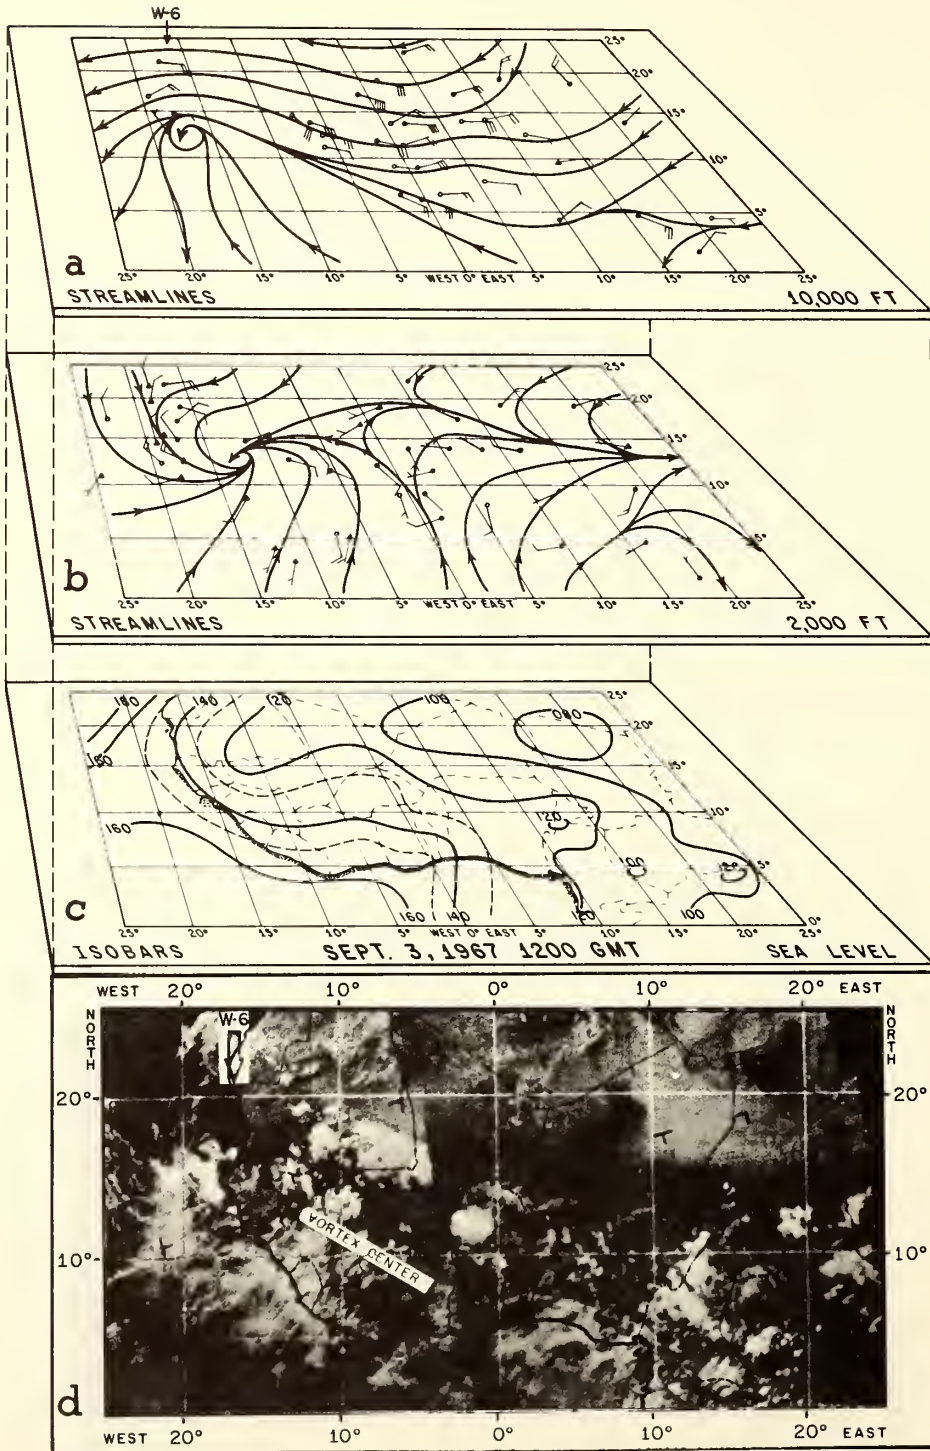 W-6
25°
20°
15°
10°
5°
a
25° 20° 15° 10° 5° WEST 0° EAST 5° 10° 15° 20° 25°
STREAMLINES 10,000 FT
25°
20°
15°
10°
5°
b
25° 20° 15° 10° 5° WEST 0° EAST 5° 10° 15° 20° 25°
STREAMLINES 2,000 FT
180 140 120 100 080 25°
20°
160 15°
10°
160 120
100 5°
c
160 140 120 100 0°
25° 20° 15° 10° 5° WEST 0° EAST 5° 10° 15° 20° 25°
ISOBARS SEPT. 3, 1967 1200 GMT SEA LEVEL
WEST 20° 10° 0° 10° 20° EAST
NORTH W-6 NORTH
20° 20°
VORTEX CENTER
10° 10°
d
WEST 20° 10° 0° 10° 20° EAST